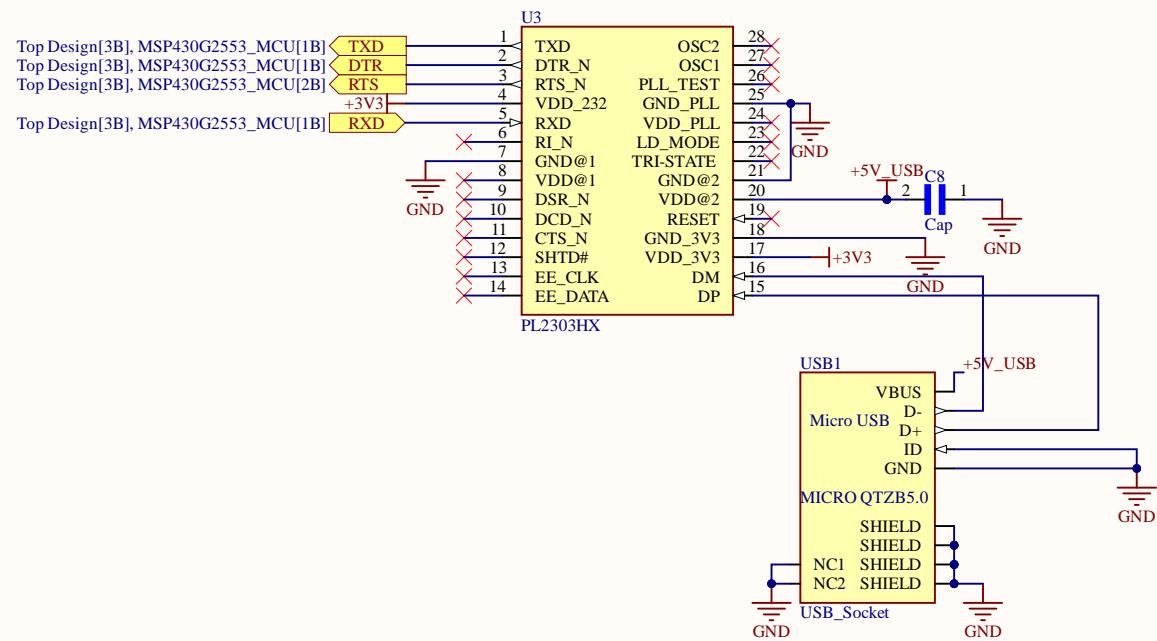 U3
Top Design[3B], MSP430G2553_MCU[1B] TXD 1 TXD OSC2 28
Top Design[3B], MSP430G2553_MCU[1B] DTR 2 DTR_N OSC1 27
Top Design[3B], MSP430G2553_MCU[2B] RTS 3 RTS_N PLL_TEST 26
+3V3 4 VDD_232 GND_PLL 25
Top Design[3B], MSP430G2553_MCU[1B] RXD 5 RXD VDD_PLL 24
6 RI_N LD_MODE 23
GND
7 GND@1 TRI-STATE 22
8 VDD@1 GND@2 21
+5V_USB C8
9 DSR_N VDD@2 20 2 1
GND
10 DCD_N RESET 19
Cap
11 CTS_N GND_3V3 18
GND
12 SHTD# VDD_3V3 17 +3V3
13 EE_CLK DM 16
GND
14 EE_DATA DP 15
PL2303HX
USB1 +5V_USB
VBUS
D-
Micro USB
D+
ID
GND
MICRO QTZB5.0
GND
SHIELD
SHIELD
NC1 SHIELD
NC2 SHIELD
USB_Socket
GND GND